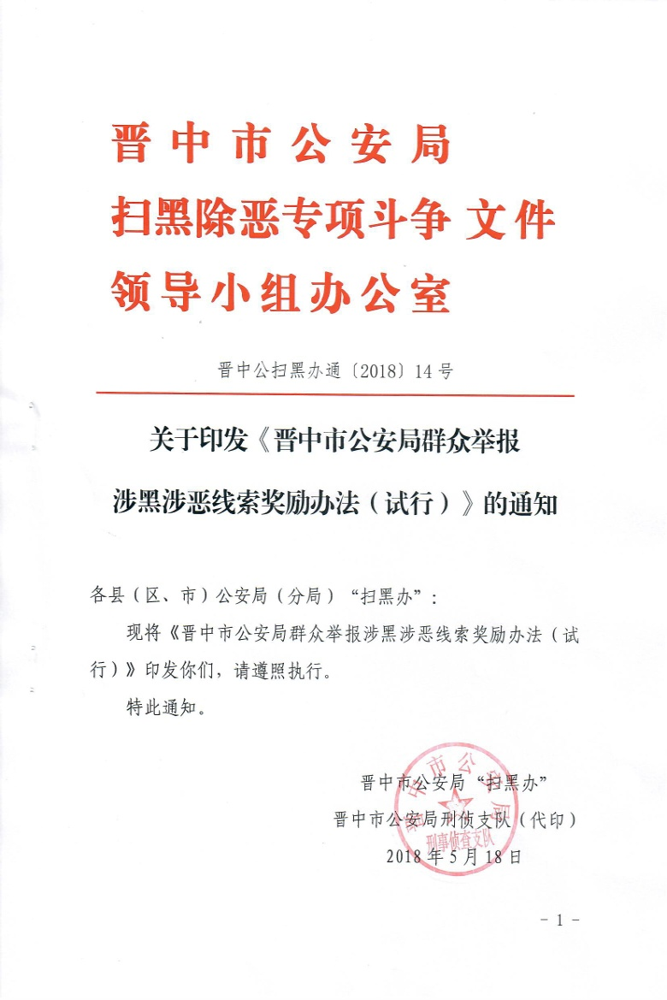 晋中市公安局
扫黑除恶专项斗争 文件
领导小组办公室
晋中公扫黑办通〔2018〕14号
关于印发《晋中市公安局群众举报
涉黑涉恶线索奖励办法（试行）》的通知
各县（区、市）公安局（分局）“扫黑办”：
现将《晋中市公安局群众举报涉黑涉恶线索奖励办法（试
行）》印发你们，请遵照执行。
特此通知。
晋中市公安局“扫黑办”
晋中市公安局刑侦支队（代印）
2018年5月18日
晋中市公安局
刑事侦查支队
- 1 -